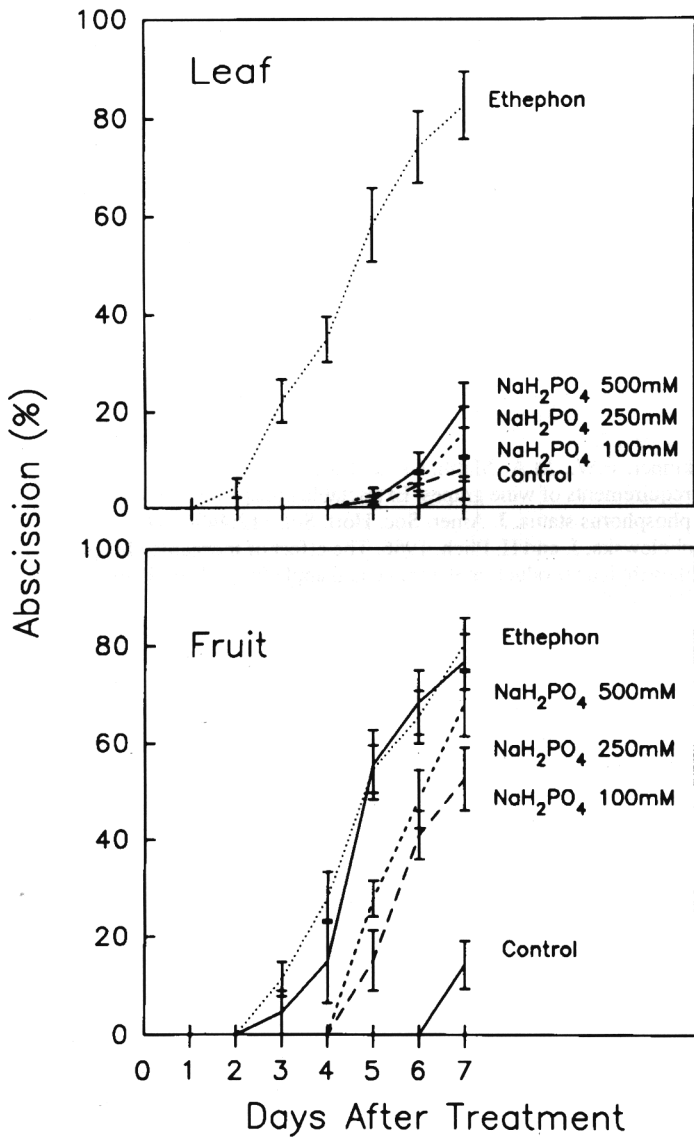 Leaf
100
80
60
40
20
0
Ethephon
NaH₂PO₄ 500mM
NaH₂PO₄ 250mM
NaH₂PO₄ 100mM
Control
Abscission (%)
Fruit
100
80
60
40
20
0
Ethephon
NaH₂PO₄ 500mM
NaH₂PO₄ 250mM
NaH₂PO₄ 100mM
Control
0 1 2 3 4 5 6 7
Days After Treatment